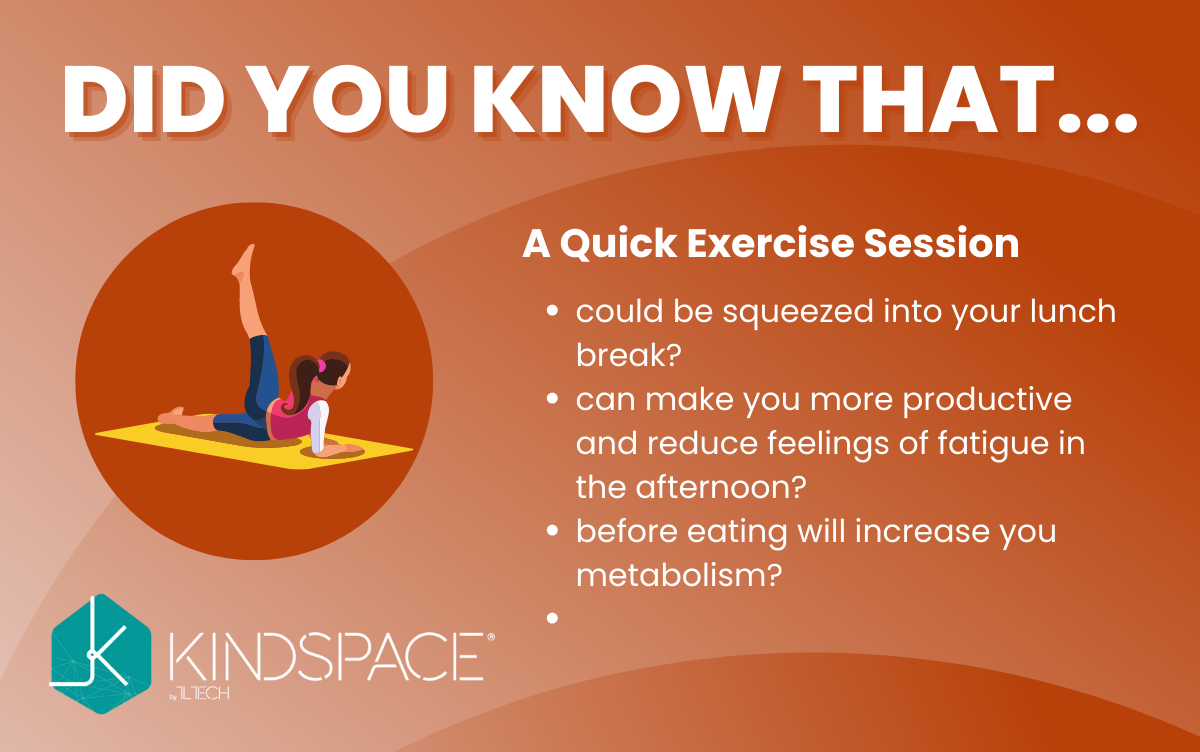 DID YOU KNOW THAT...
A Quick Exercise Session
• could be squeezed into your lunch
break?
• can make you more productive
and reduce feelings of fatigue in
the afternoon?
• before eating will increase you
metabolism?
•
KINDSPACE®
by TLTECH